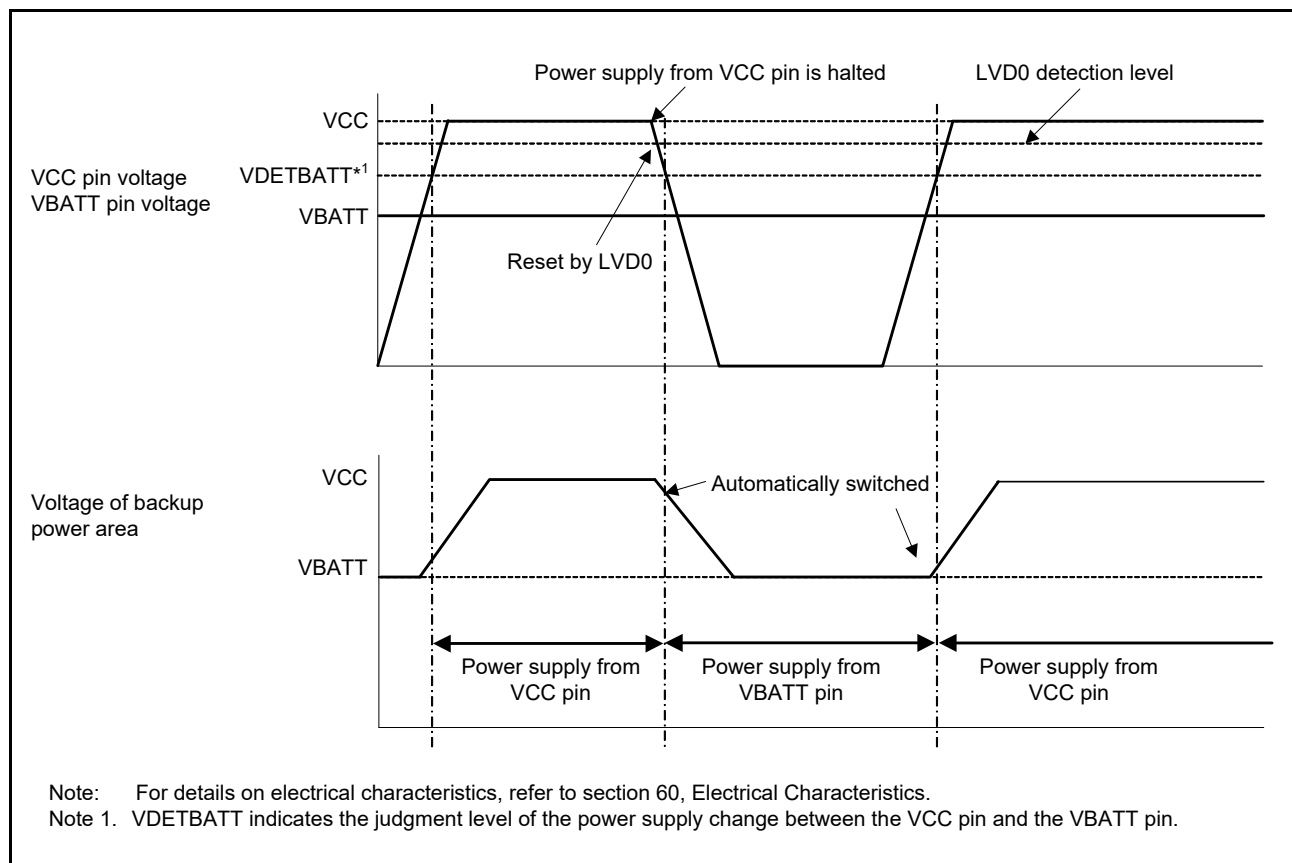 Power supply from VCC pin is halted
LVD0 detection level
VCC
VDETBATT*1
VBATT
VCC pin voltage
VBATT pin voltage
Reset by LVD0
VCC
Automatically switched
Voltage of backup
power area
VBATT
Power supply from
VCC pin
Power supply from
VBATT pin
Power supply from
VCC pin
Note: For details on electrical characteristics, refer to section 60, Electrical Characteristics.
Note 1. VDETBATT indicates the judgment level of the power supply change between the VCC pin and the VBATT pin.